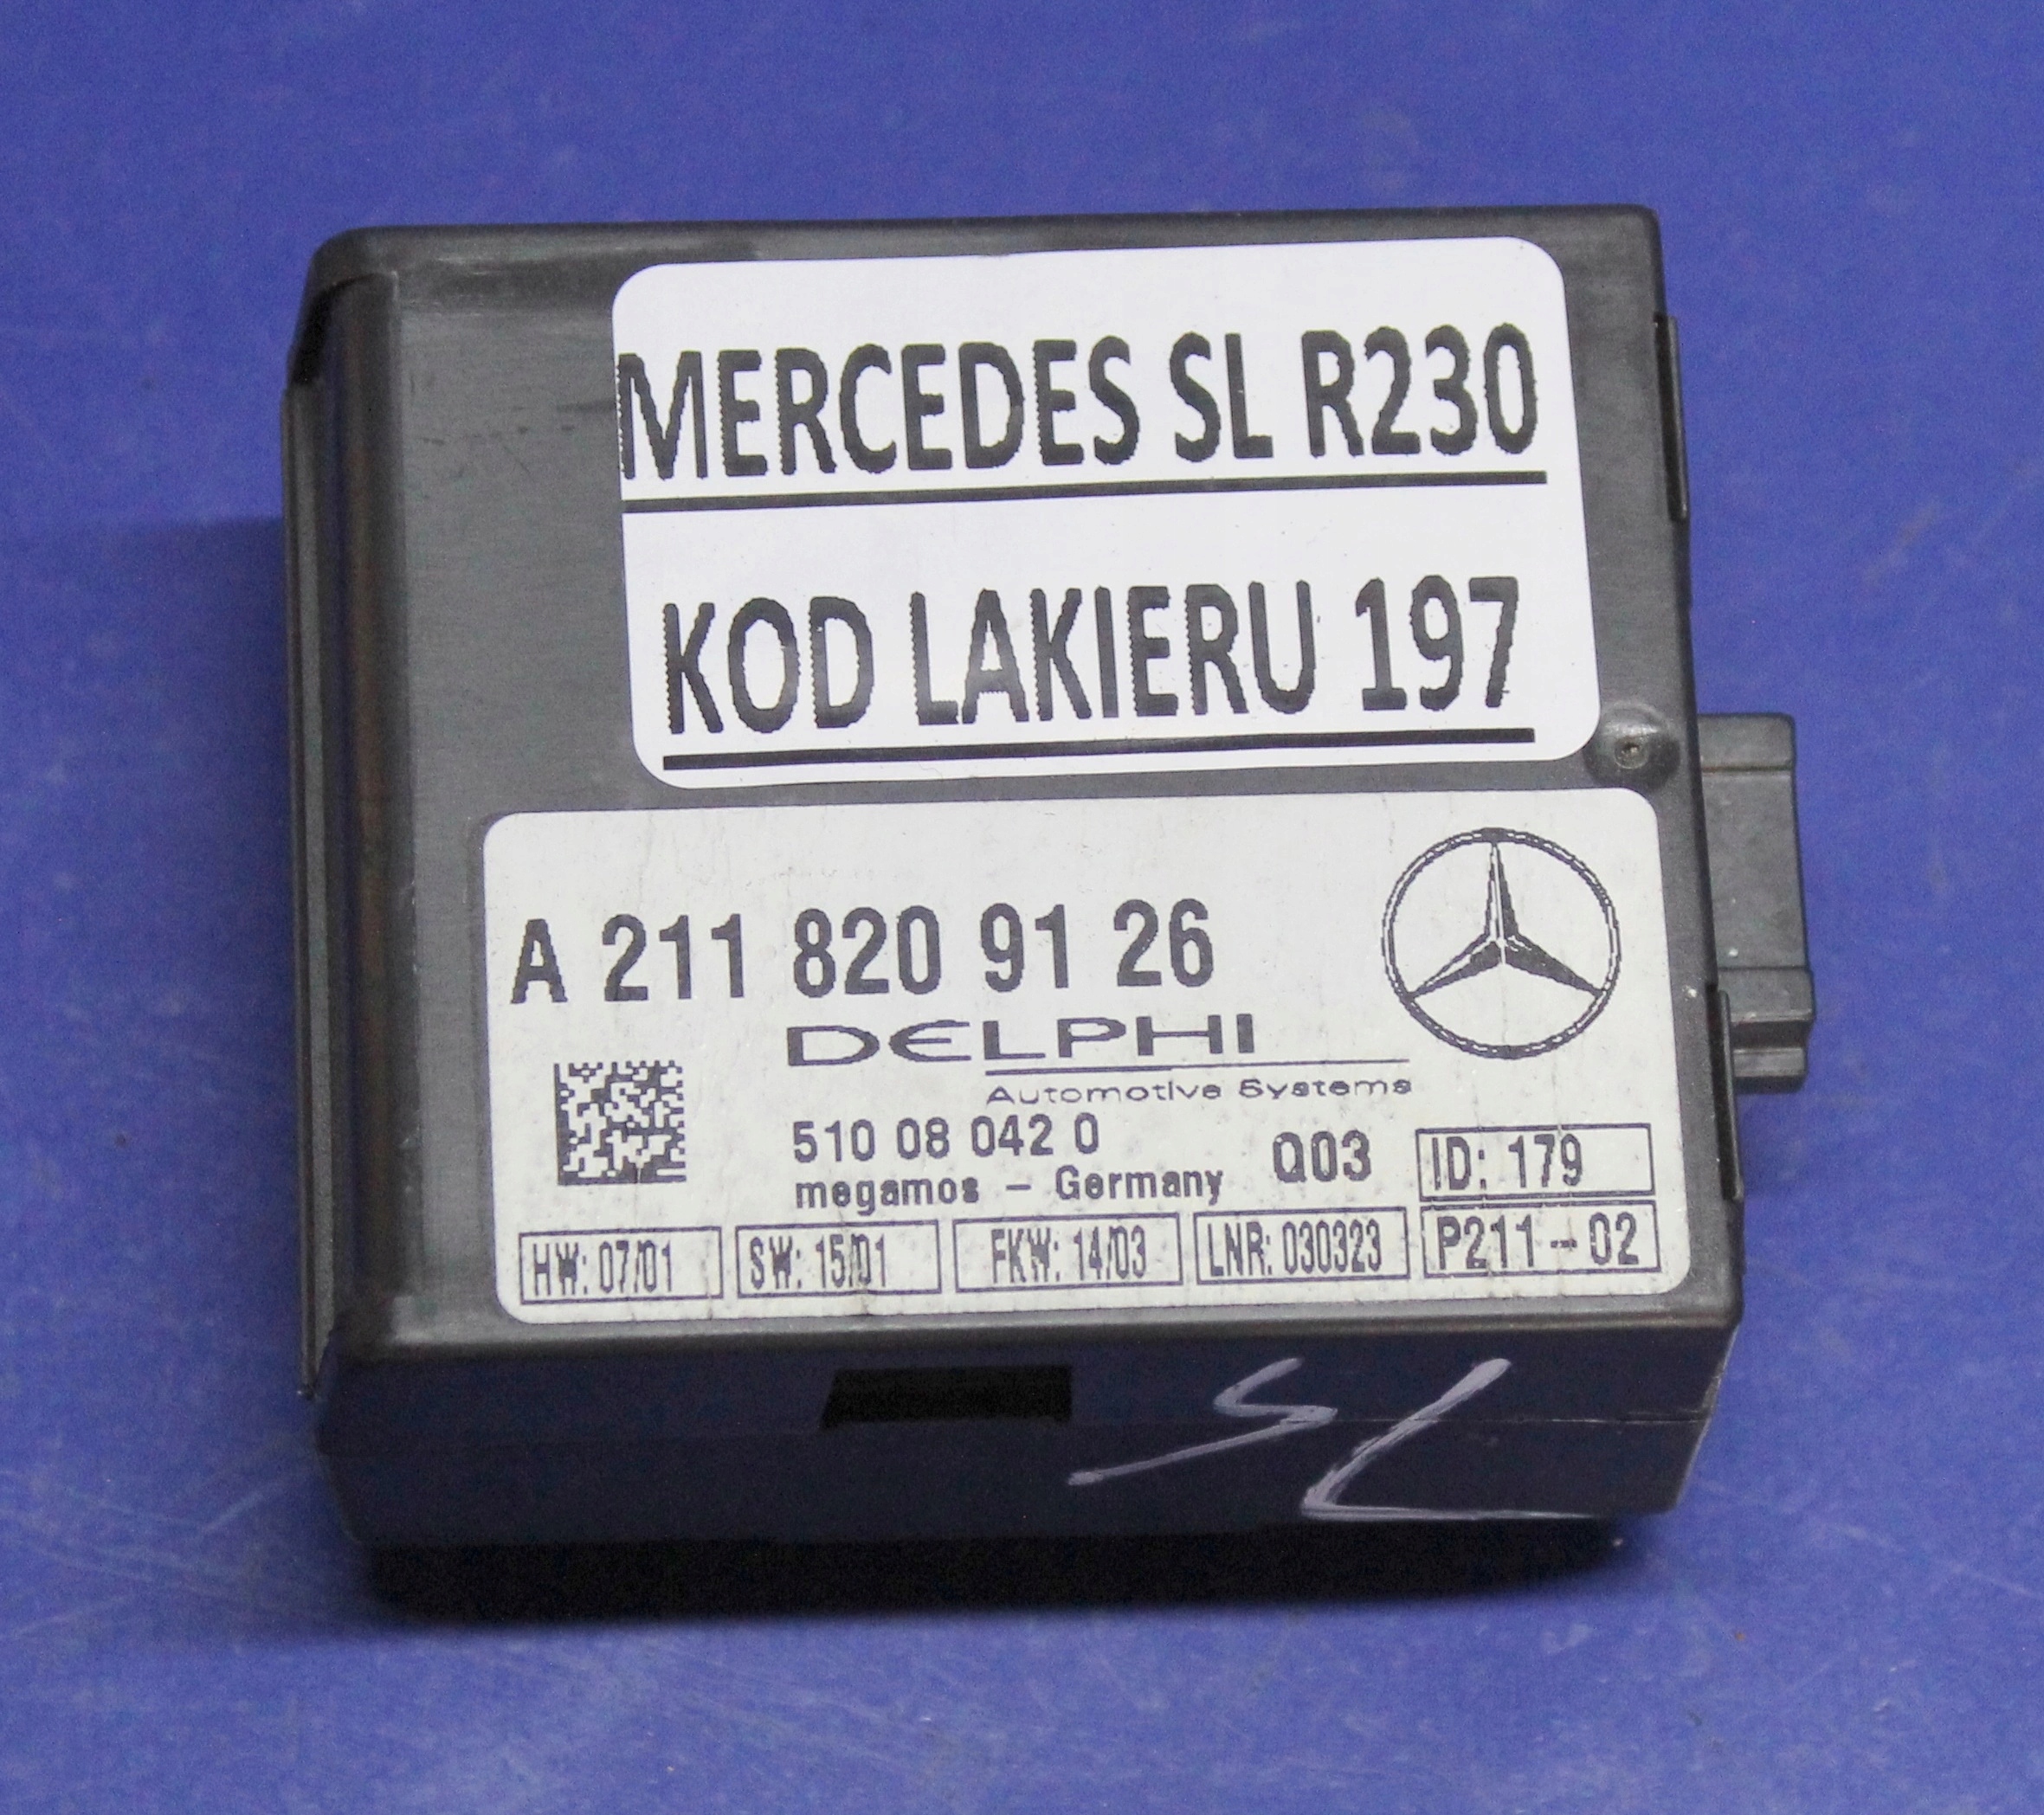 MERCEDES SL R230
KOD LAKIERU 197
A 211 820 91 26
DELPHI
Automotive Systems
510 08 042 0
megamos - Germany
Q03
ID: 179
HW: 07/01
SW: 15/01
FKW: 14/03
LNR: 030323
P211-02
SL